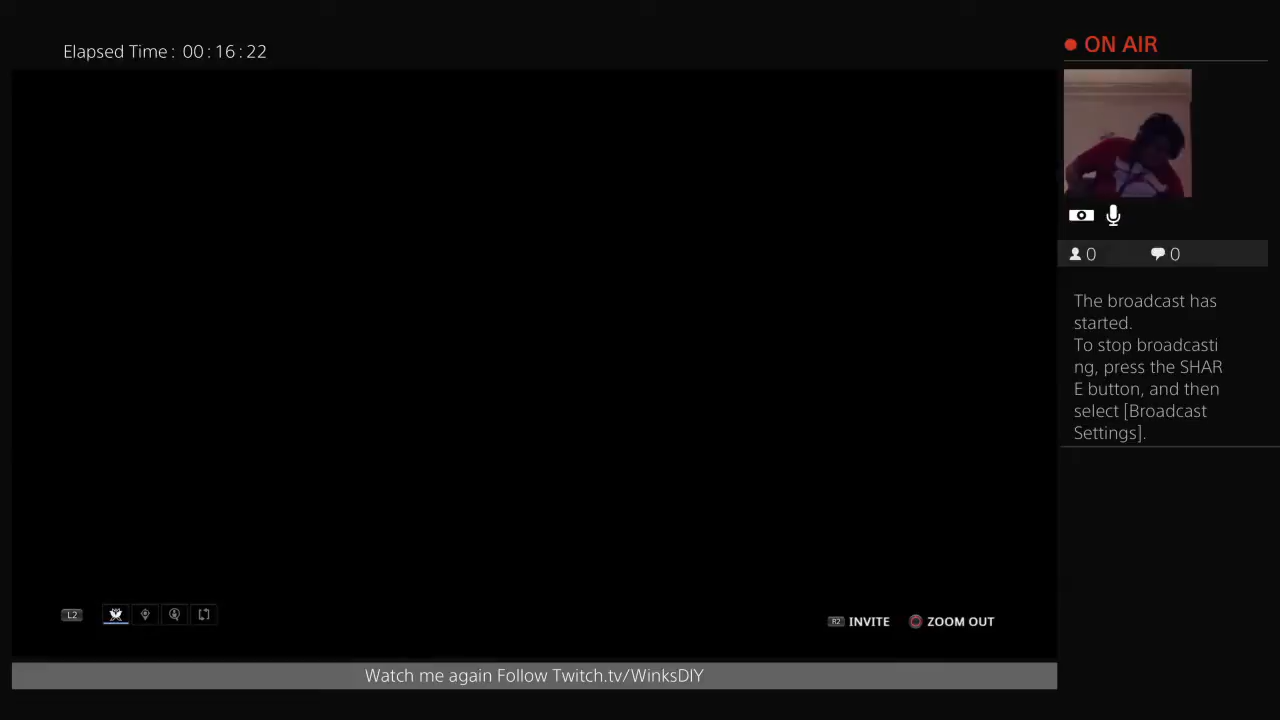 Elapsed Time: 00:16:22
ON AIR
0 0
The broadcast has
started.
To stop broadcasti
ng, press the SHAR
E button, and then
select [Broadcast
Settings].
L2
R2 INVITE ZOOM OUT
Watch me again Follow Twitch.tv/WinksDIY